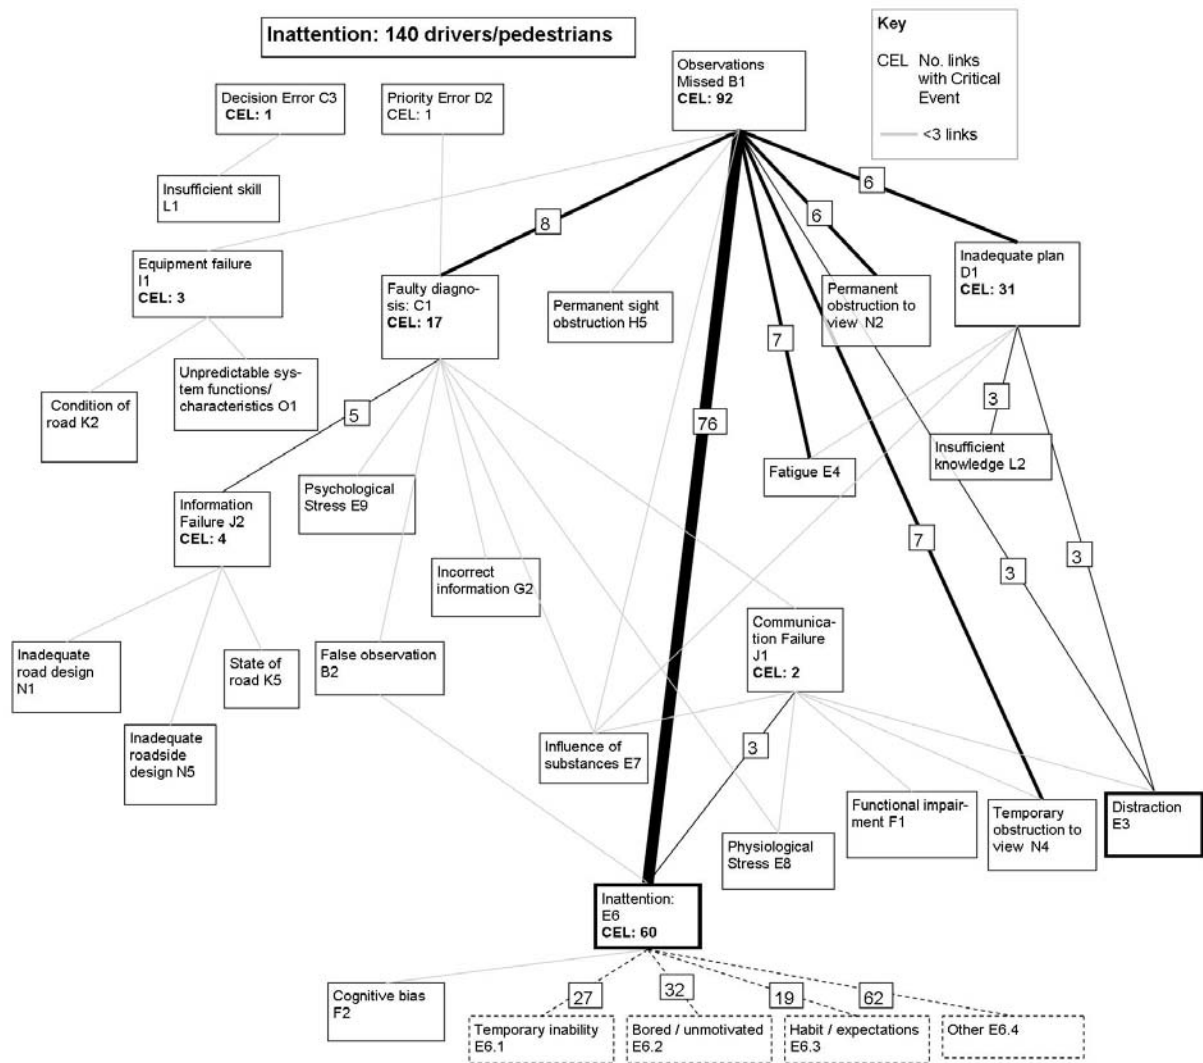 Inattention: 140 drivers/pedestrians
Key
CEL No. links
with Critical
Event
<3 links
Observations
Missed B1
CEL: 92
Decision Error C3
CEL: 1
Priority Error D2
CEL: 1
Insufficient skill
L1
6
6
8
Equipment failure
I1
CEL: 3
Faulty diagno-
sis: C1
CEL: 17
Permanent sight
obstruction H5
Permanent
obstruction to
view N2
Inadequate plan
D1
CEL: 31
7
Unpredictable sys-
tem functions/
characteristics O1
Condition of
road K2
5
76
3
Insufficient
knowledge L2
Fatigue E4
Psychological
Stress E9
Information
Failure J2
CEL: 4
7
3
3
Incorrect
information G2
Communica-
tion Failure
J1
CEL: 2
Inadequate
road design
N1
State of
road K5
False observation
B2
Inadequate
roadside
design N5
Influence of
substances E7
3
Functional impair-
ment F1
Temporary
obstruction to
view N4
Distraction
E3
Physiological
Stress E8
Inattention:
E6
CEL: 60
Cognitive bias
F2
27
32
19
62
Temporary inability
E6.1
Bored / unmotivated
E6.2
Habit / expectations
E6.3
Other E6.4